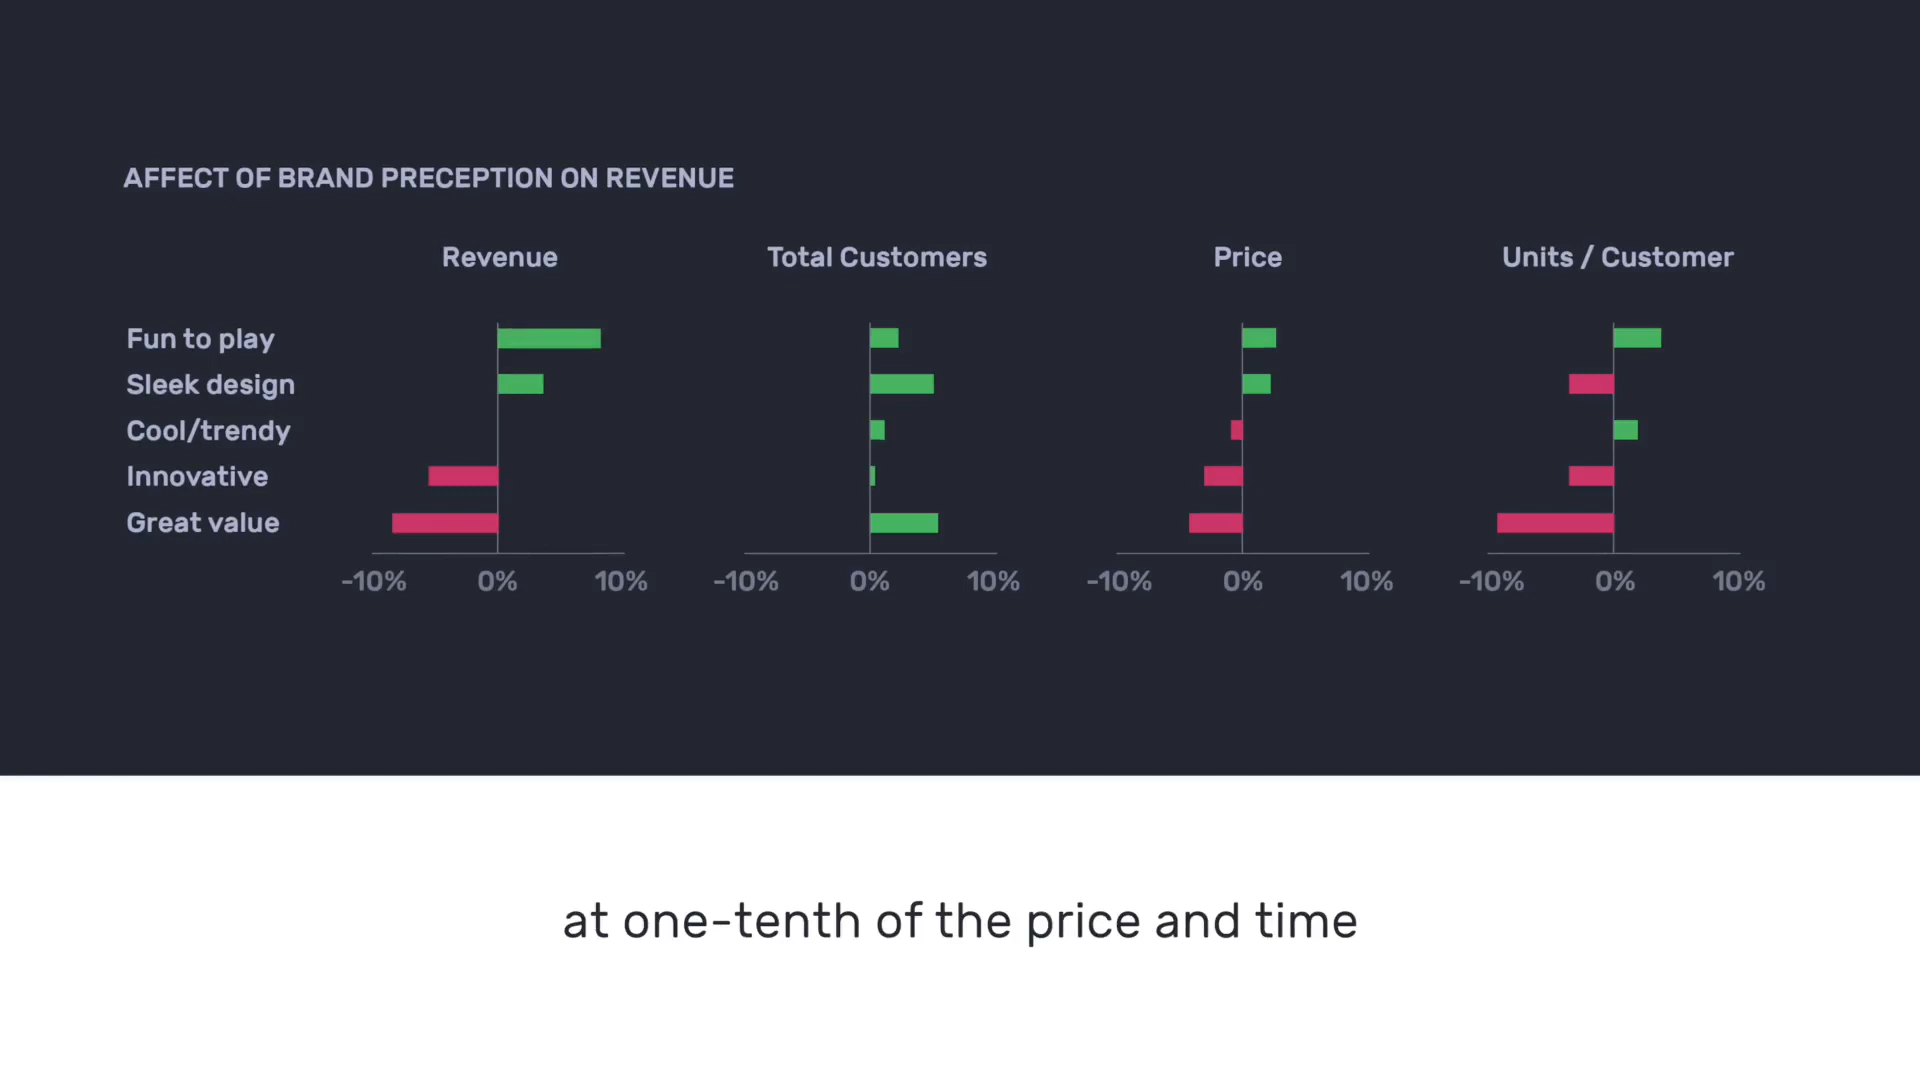 AFFECT OF BRAND PRECEPTION ON REVENUE
Revenue Total Customers Price Units / Customer
Fun to play
Sleek design
Cool/trendy
Innovative
Great value
-10% 0% 10% -10% 0% 10% -10% 0% 10% -10% 0% 10%
at one-tenth of the price and time